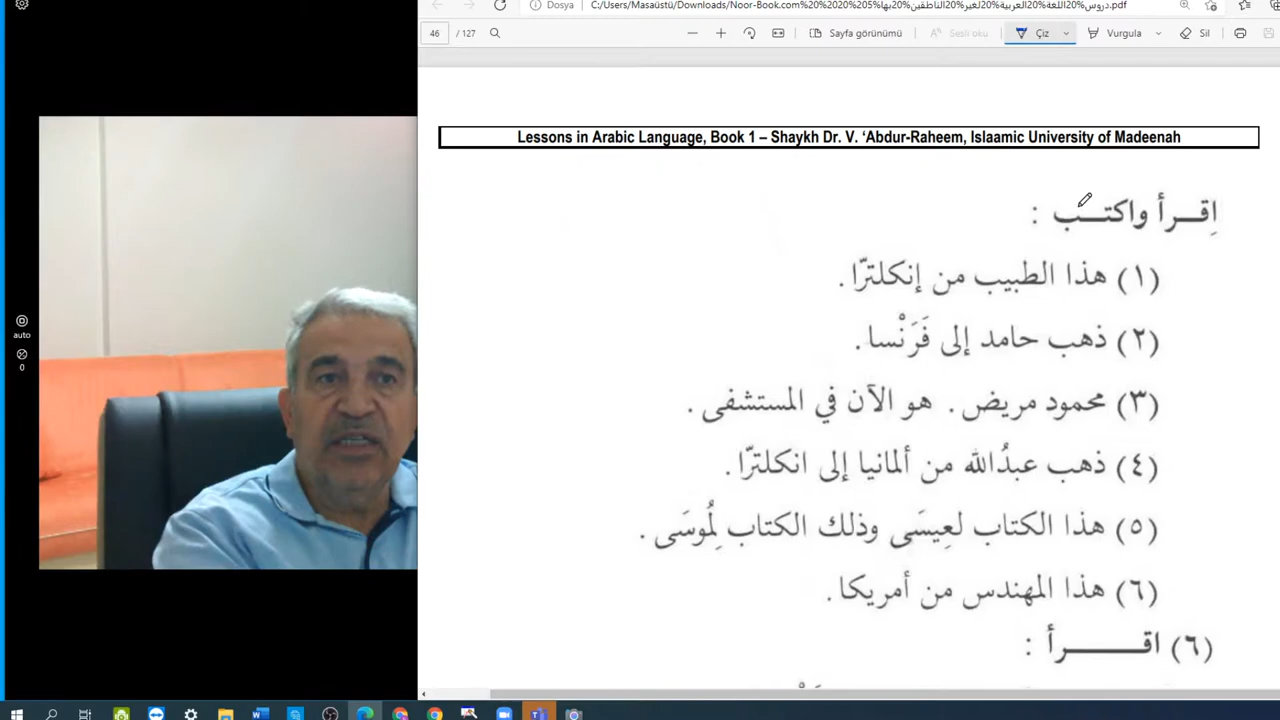 Dosya C:/Users/Masaüstü/Downloads/Noor-Book.com%20%2020%205%20دروس%20اللغة%20العربية%20لغير%20الناطقين%20بها.pdf
46 / 127 Sayfa görünümü Sesli oku Çiz Vurgula Sil
Lessons in Arabic Language, Book 1 – Shaykh Dr. V. ‘Abdur-Raheem, Islaamic University of Madeenah
اِقـــرأ واكتـــب :
(١) هذا الطبيب من إنكلترّا .
(٢) ذهب حامد إلى فَرَنْسا .
(٣) محمود مريض . هو الآن في المستشفى .
(٤) ذهب عبدُالله من ألمانيا إلى انكلترّا .
(٥) هذا الكتاب لعِيسَى وذلك الكتاب لِمُوسَى .
(٦) هذا المهندس من أمريكا .
(٦) اقـــــــرأ :
auto
0